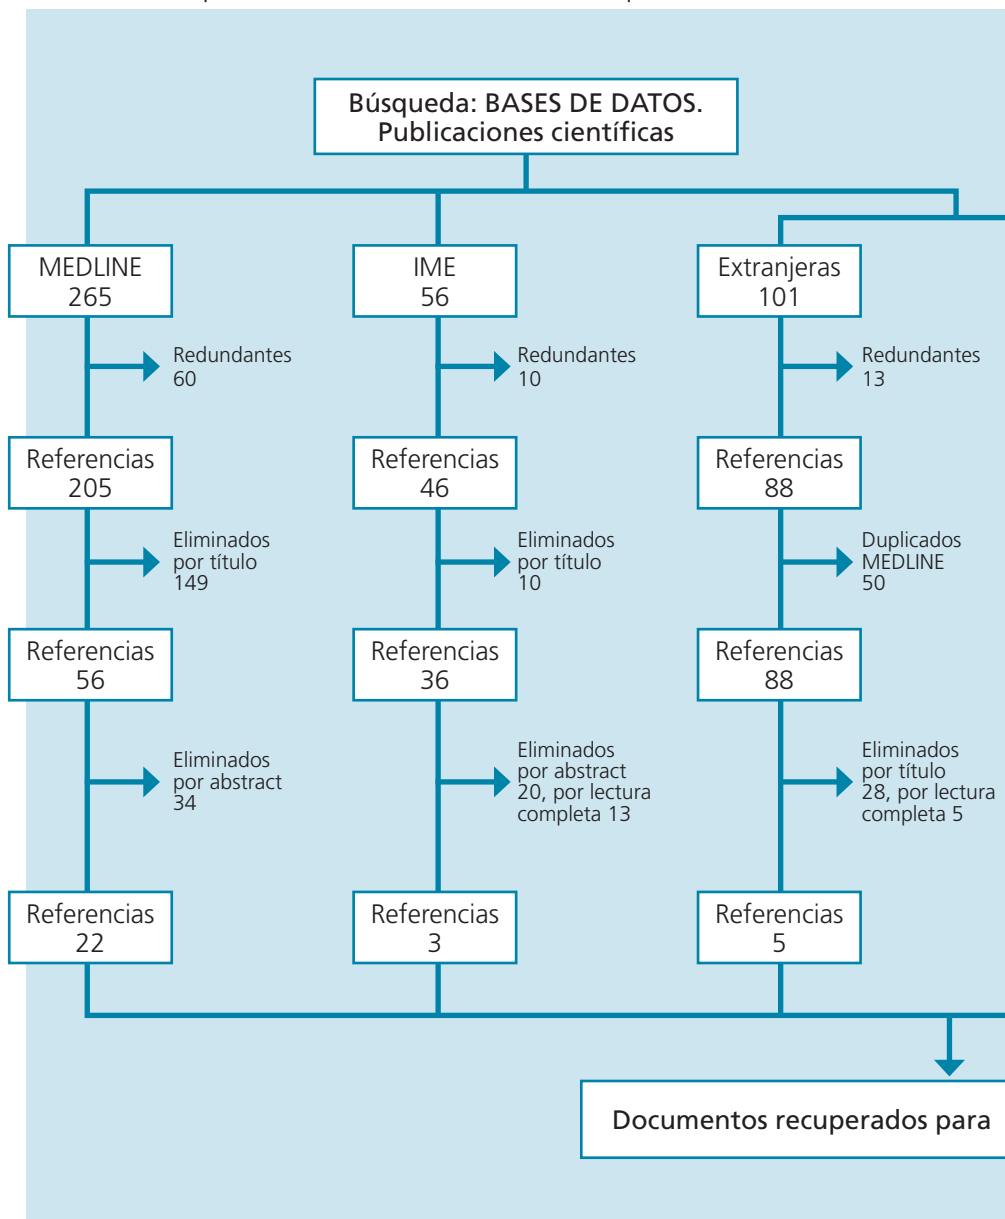 Búsqueda: BASES DE DATOS.
Publicaciones científicas
MEDLINE
265
IME
56
Extranjeras
101
Redundantes
60
Redundantes
10
Redundantes
13
Referencias
205
Referencias
46
Referencias
88
Eliminados
por título
149
Eliminados
por título
10
Duplicados
MEDLINE
50
Referencias
56
Referencias
36
Referencias
88
Eliminados
por abstract
34
Eliminados
por abstract
20, por lectura
completa 13
Eliminados
por título
28, por lectura
completa 5
Referencias
22
Referencias
3
Referencias
5
Documentos recuperados para